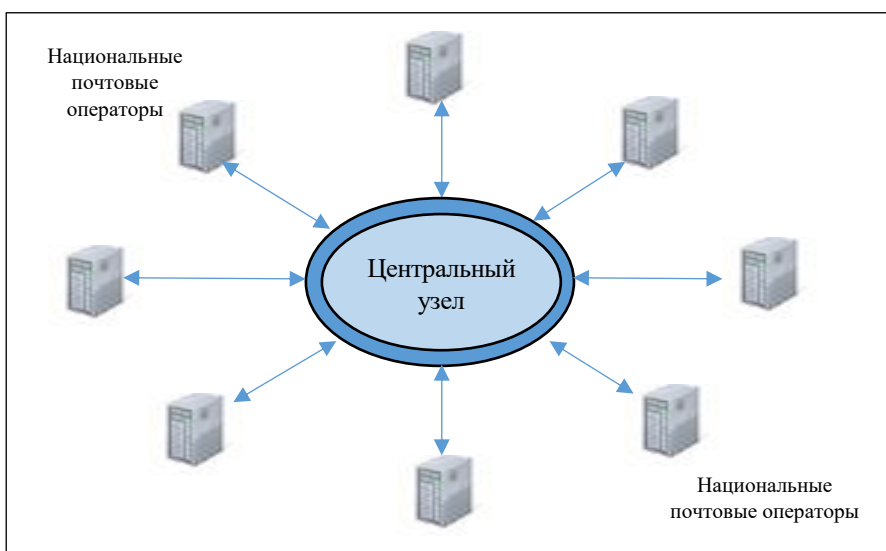 Национальные
почтовые
операторы
Центральный
узел
Национальные
почтовые операторы